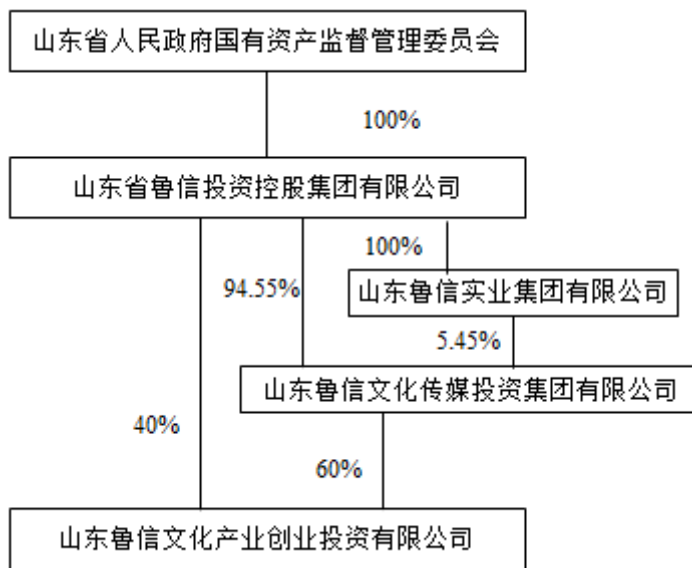 山东省人民政府国有资产监督管理委员会
100%
山东省鲁信投资控股集团有限公司
100%
94.55%
山东鲁信实业集团有限公司
5.45%
山东鲁信文化传媒投资集团有限公司
40%
60%
山东鲁信文化产业创业投资有限公司